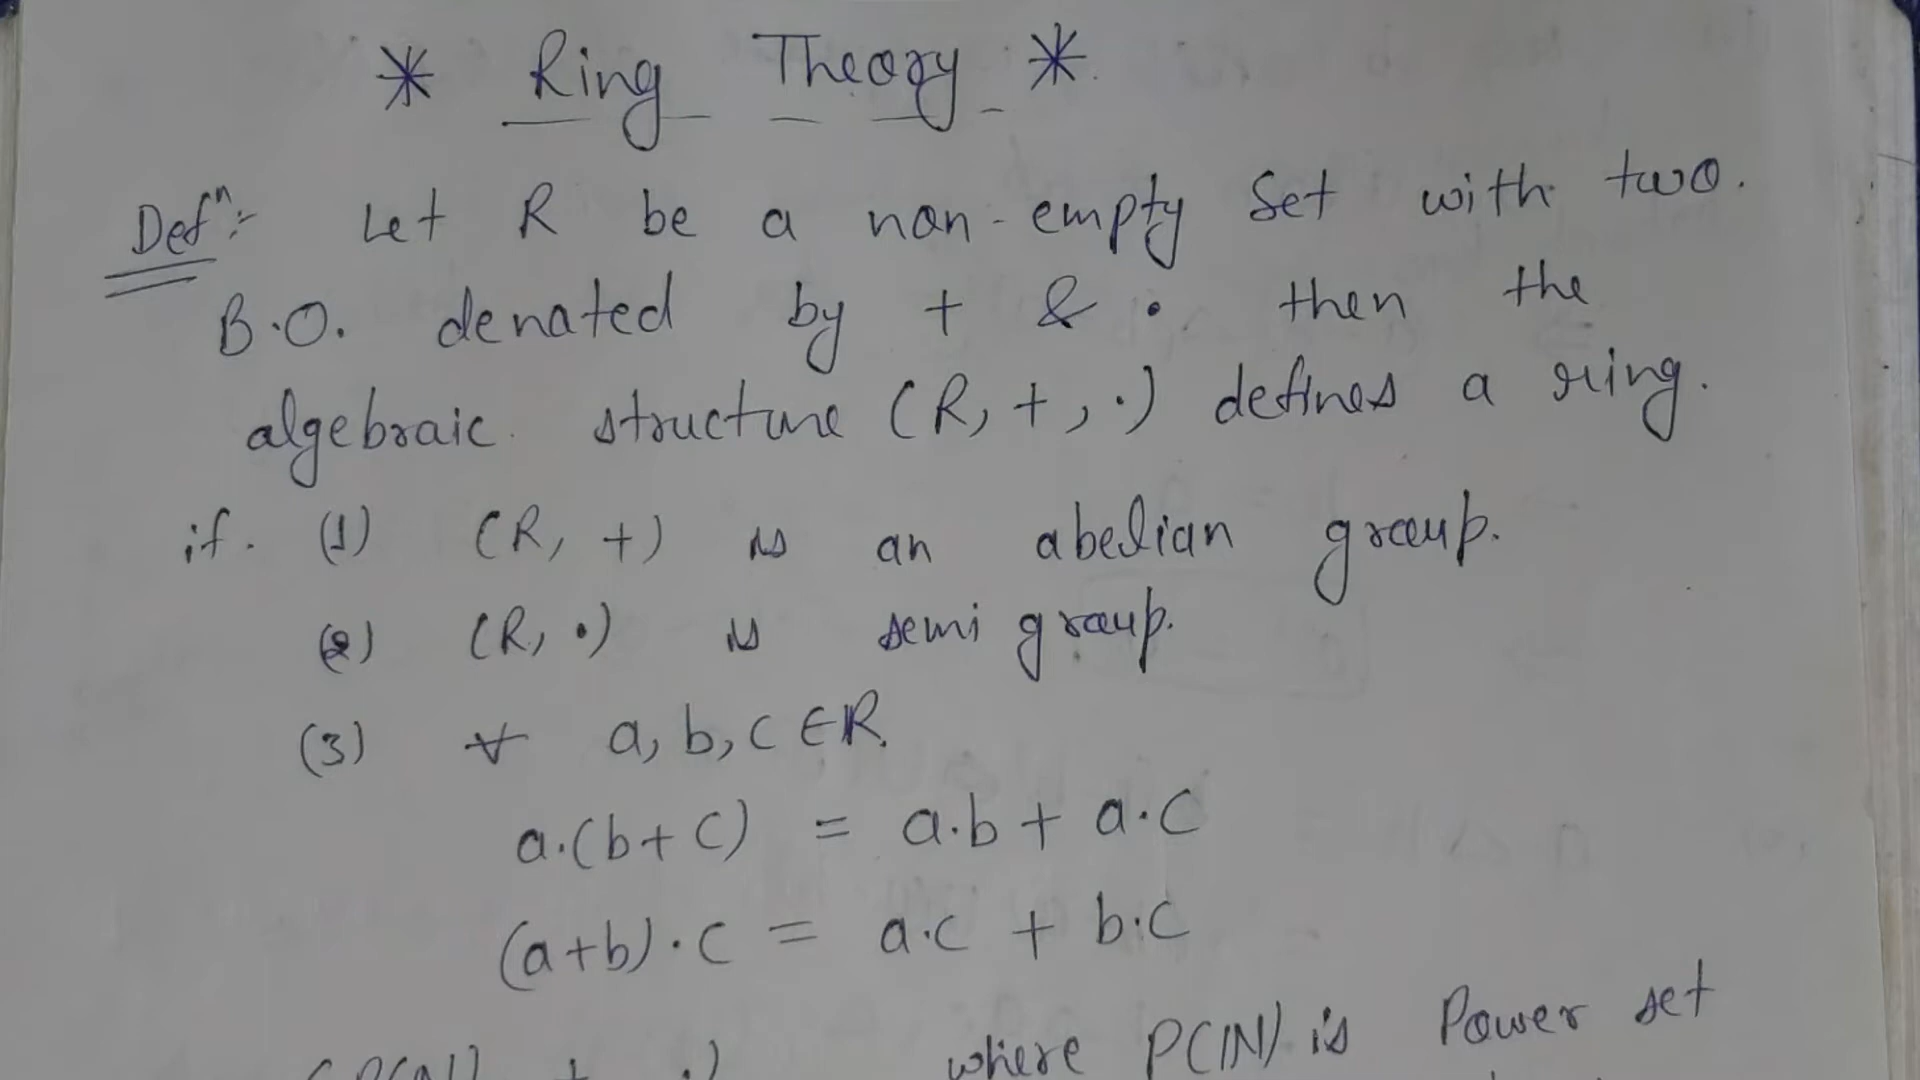 * Ring Theory *
Defⁿ:- Let R be a non-empty Set with two.
B.O. denoted by + & • then the
algebraic structure (R, +, •) defines a ring.
if. (1) (R, +) is an abelian group.
(2) (R, •) is semi group.
(3) ∀ a, b, c ∈ R.
a.(b+c) = a.b + a.c
(a+b).c = a.c + b.c
(P(N), +, .) where P(N) is Power set